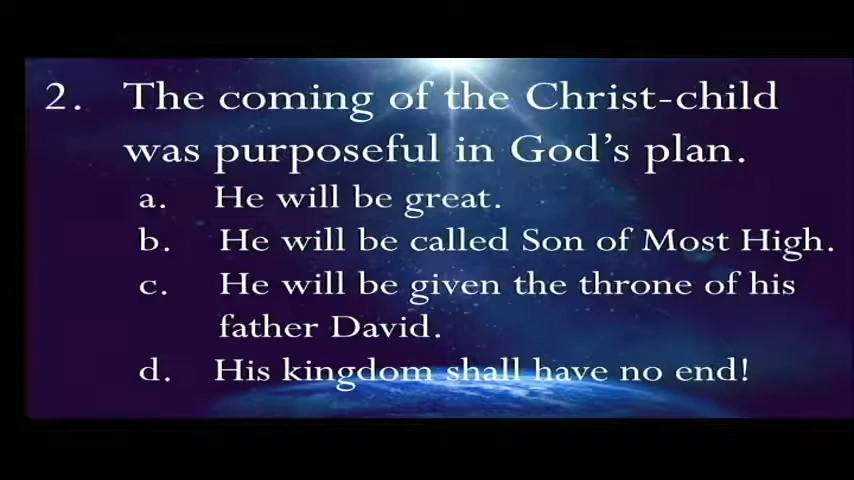 2. The coming of the Christ-child
was purposeful in God's plan.
a. He will be great.
b. He will be called Son of Most High.
c. He will be given the throne of his
father David.
d. His kingdom shall have no end!